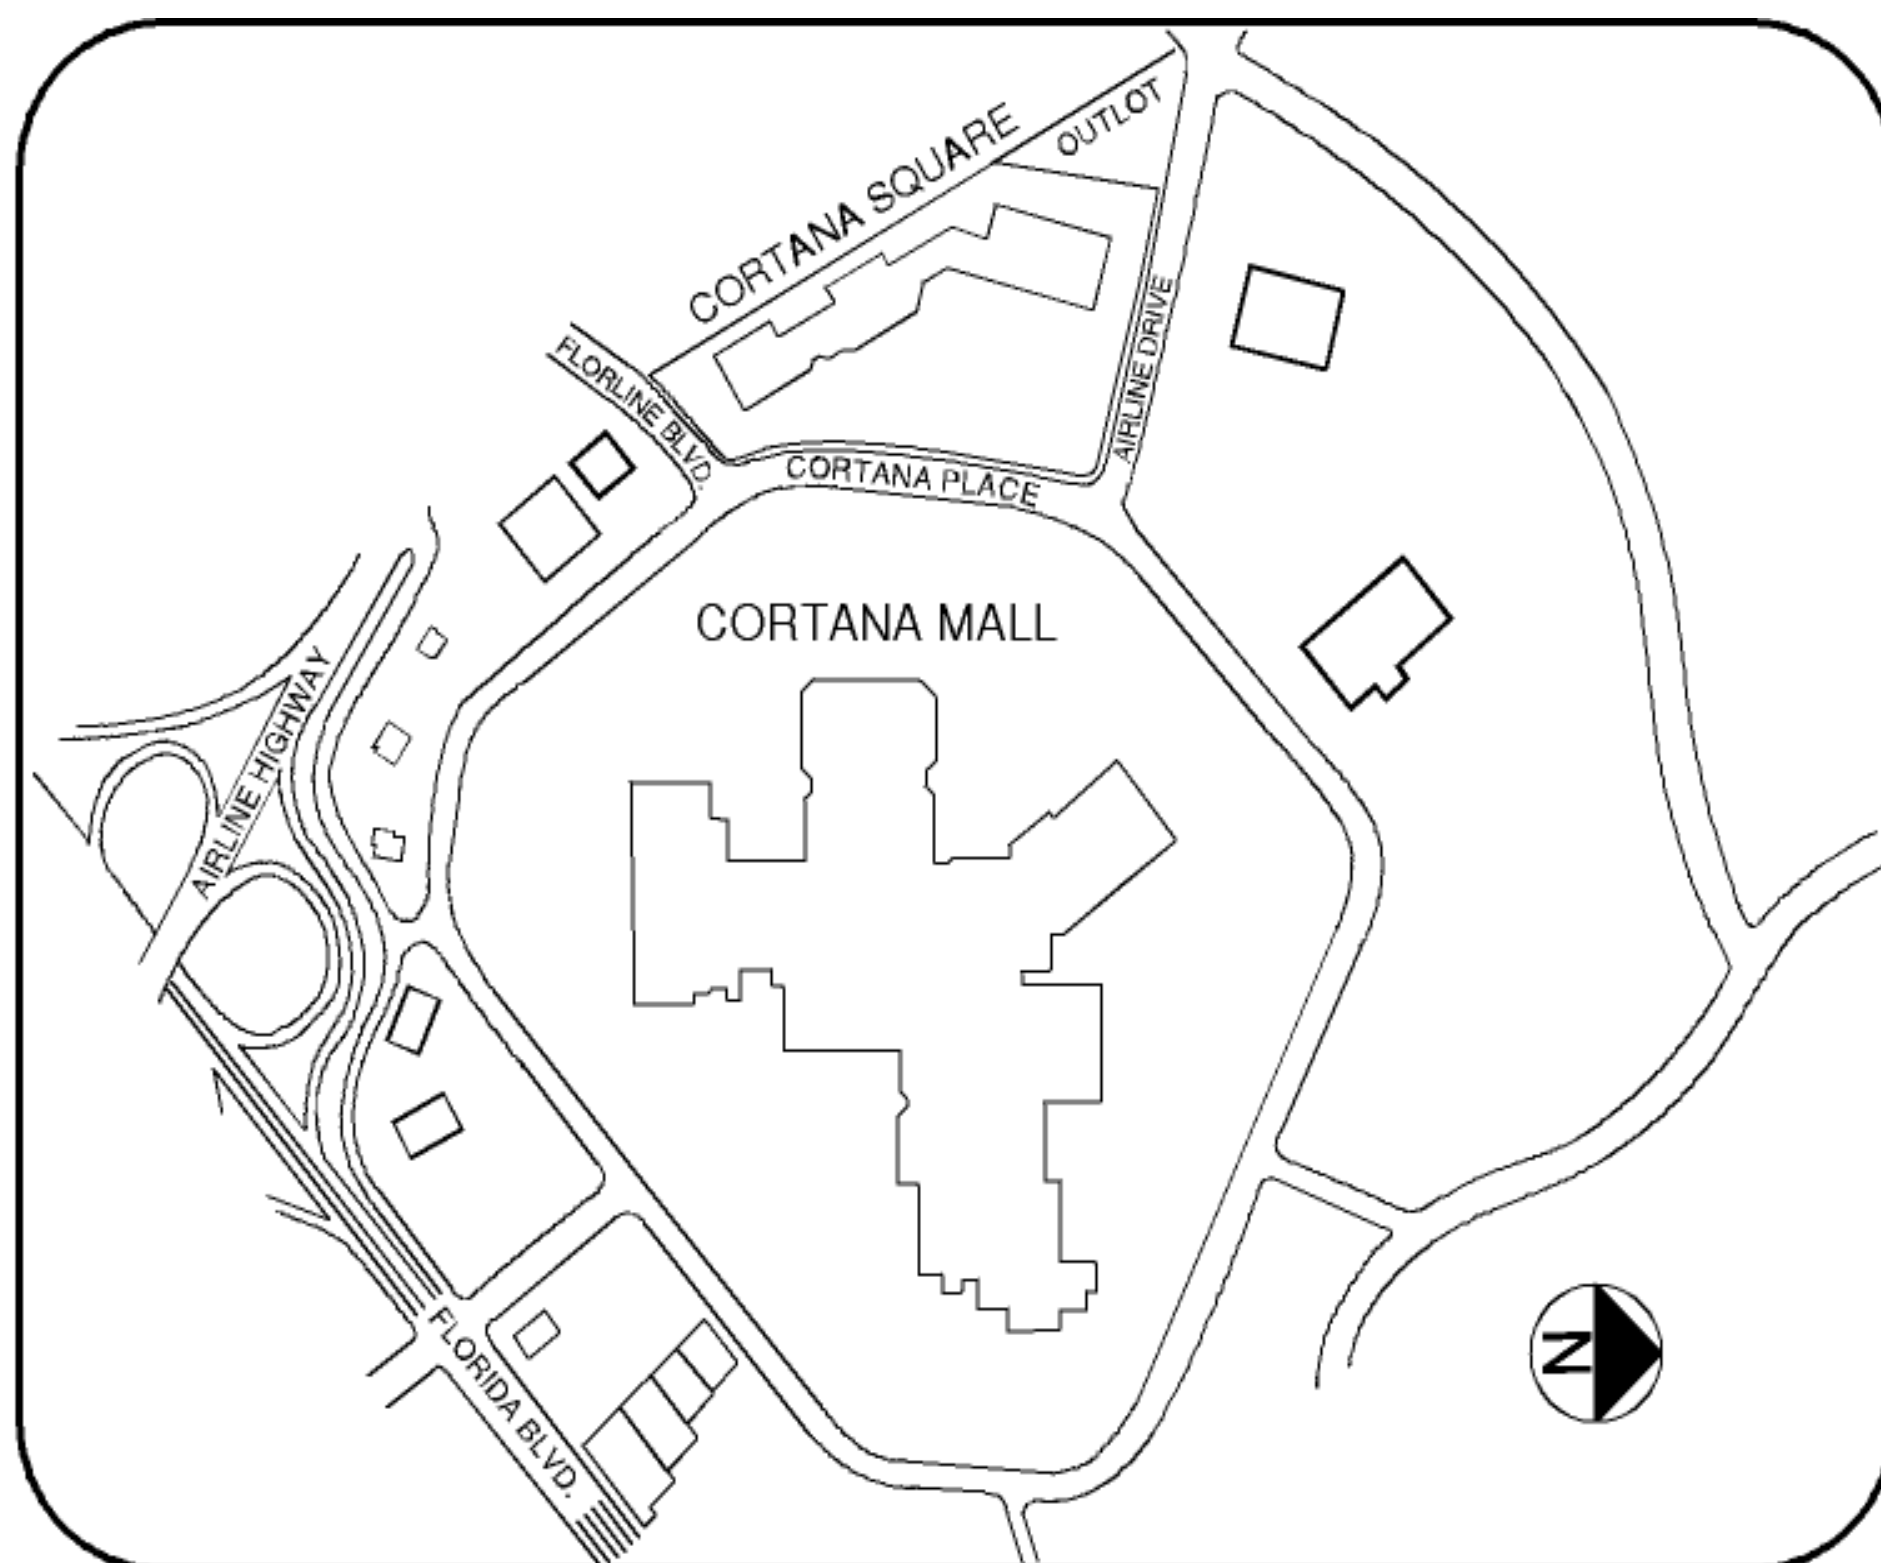 OUTLOT
CORTANA SQUARE
AIRLINE DRIVE
FLORLINE BLVD.
CORTANA PLACE
CORTANA MALL
AIRLINE HIGHWAY
FLORIDA BLVD.
N